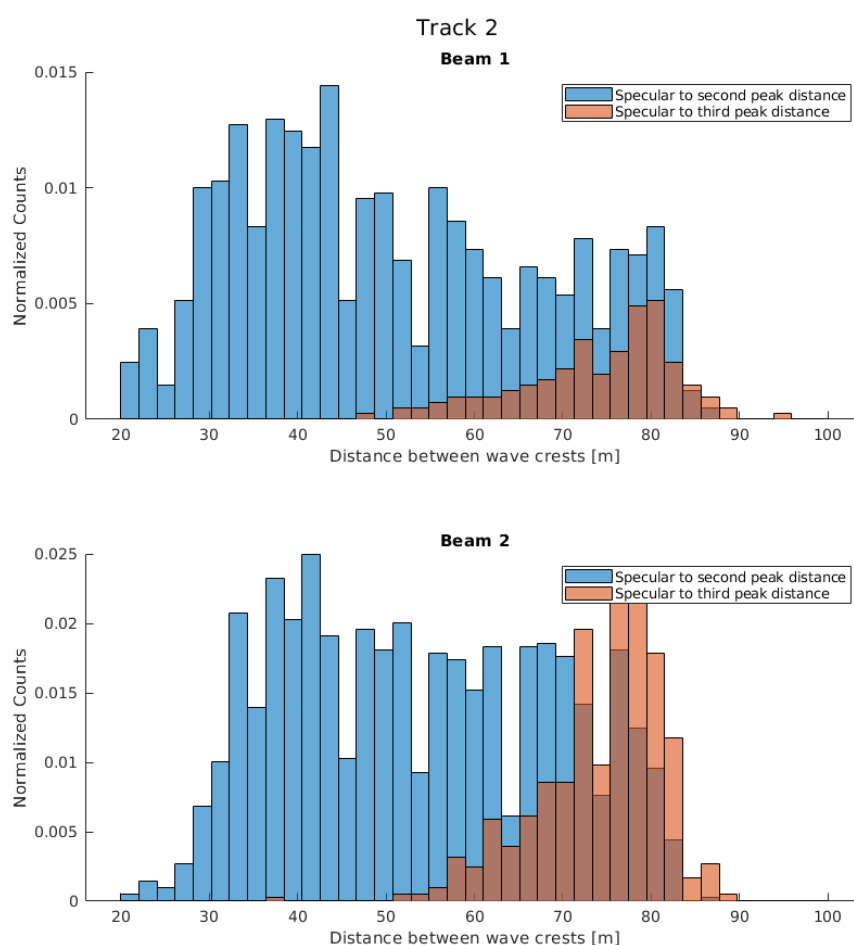 Track 2
Beam 1
Specular to second peak distance
Specular to third peak distance
0.015
0.01
0.005
0
Normalized Counts
20 30 40 50 60 70 80 90 100
Distance between wave crests [m]
Beam 2
Specular to second peak distance
Specular to third peak distance
0.025
0.02
0.015
0.01
0.005
0
Normalized Counts
20 30 40 50 60 70 80 90 100
Distance between wave crests [m]